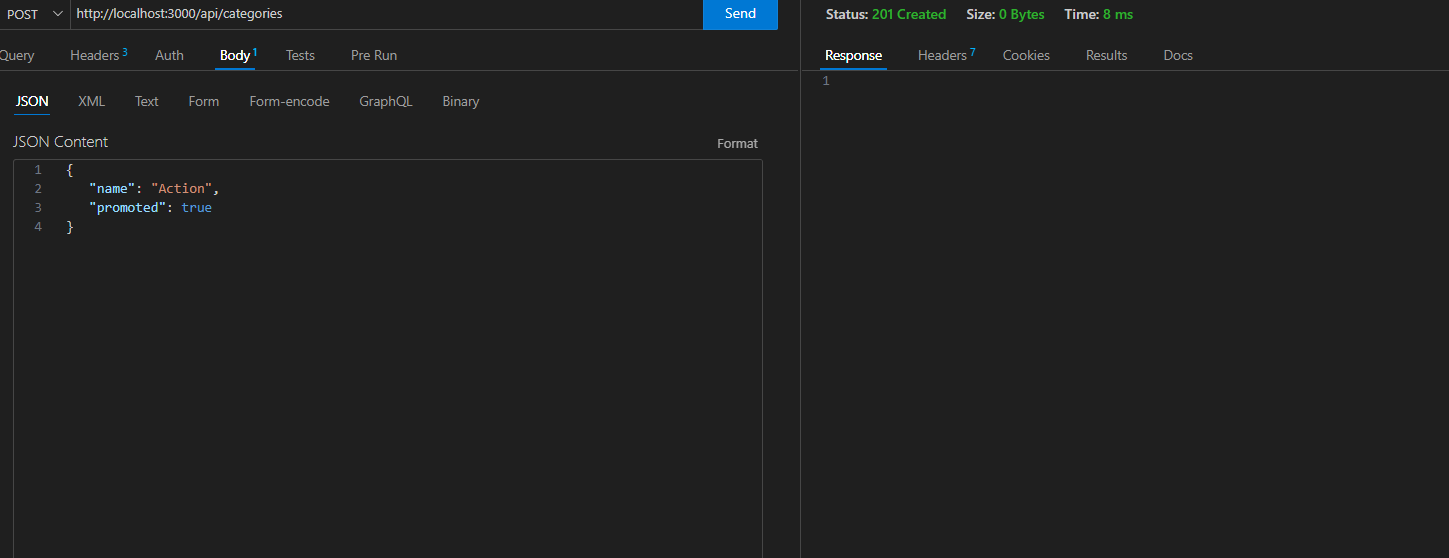 POST http://localhost:3000/api/categories Send
Status: 201 Created Size: 0 Bytes Time: 8 ms
Query Headers 3 Auth Body 1 Tests Pre Run
Response Headers 7 Cookies Results Docs
JSON XML Text Form Form-encode GraphQL Binary
1
JSON Content Format
1 {
2 "name": "Action",
3 "promoted": true
4 }